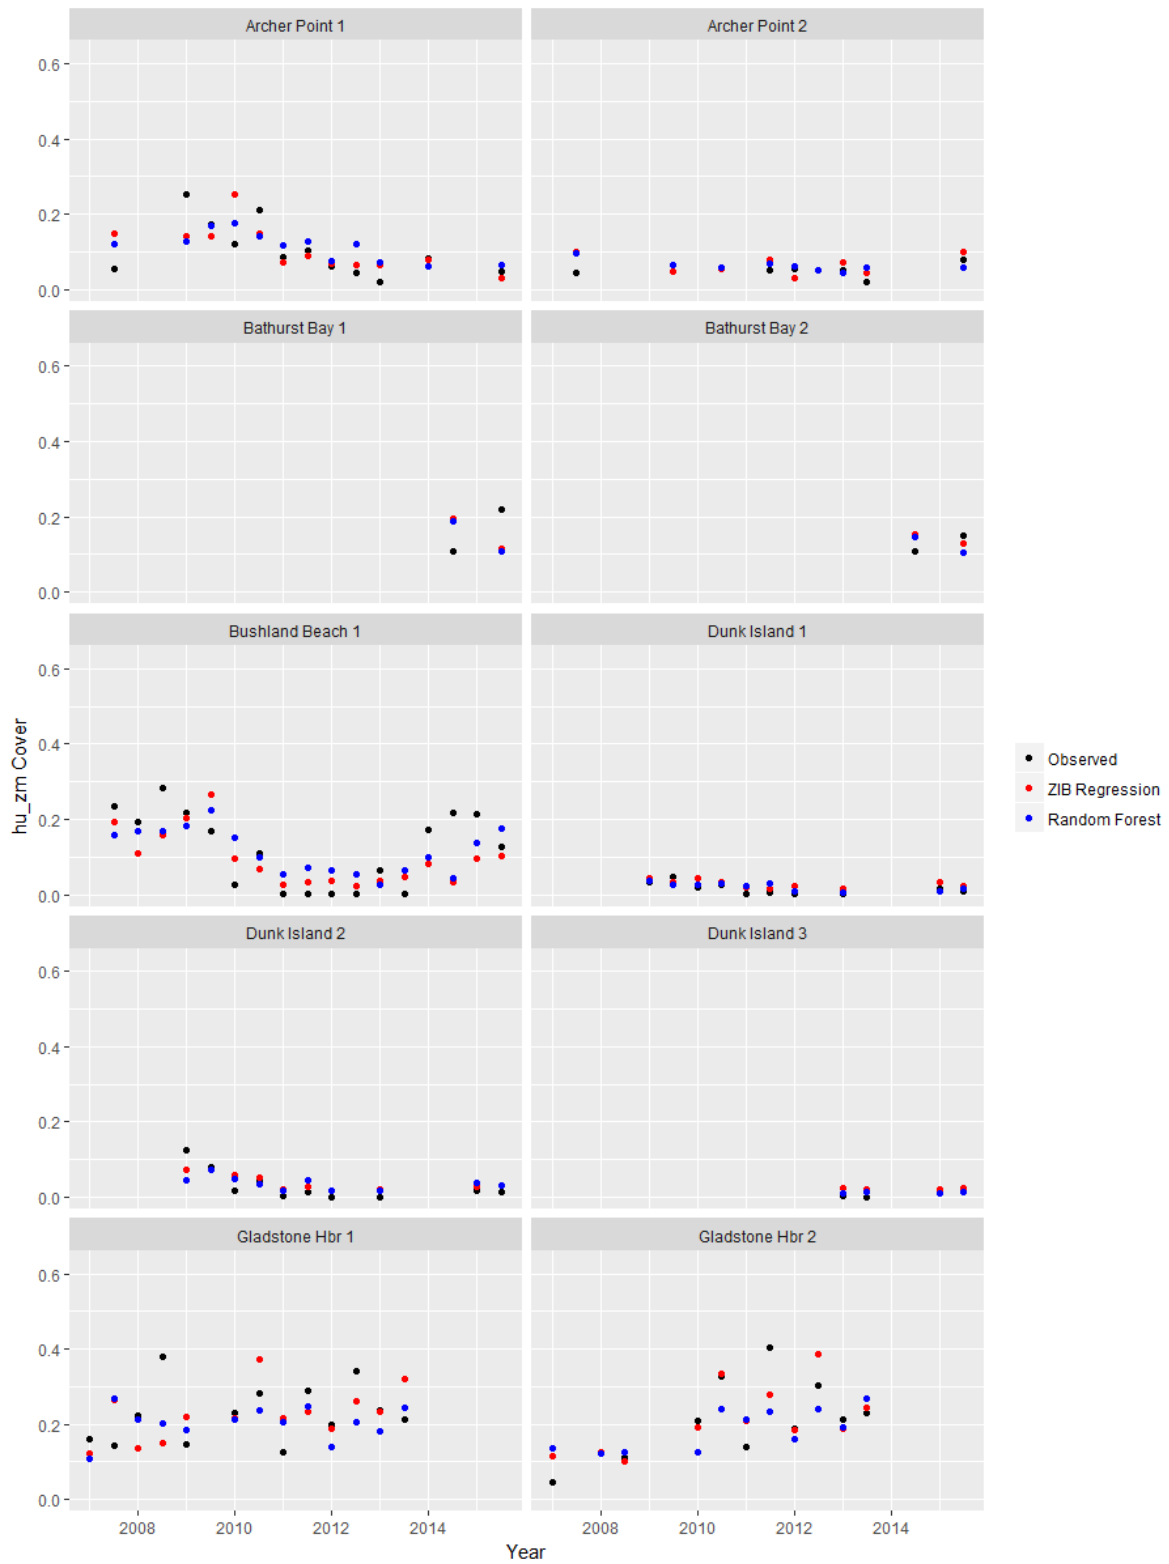 Archer Point 1
Archer Point 2
0.6
0.4
0.2
0.0
Bathurst Bay 1
Bathurst Bay 2
0.6
0.4
0.2
0.0
Bushland Beach 1
Dunk Island 1
0.6
0.4
0.2
0.0
hu_zm Cover
Observed
ZIB Regression
Random Forest
Dunk Island 2
Dunk Island 3
0.6
0.4
0.2
0.0
Gladstone Hbr 1
Gladstone Hbr 2
0.6
0.4
0.2
0.0
2008 2010 2012 2014
2008 2010 2012 2014
Year